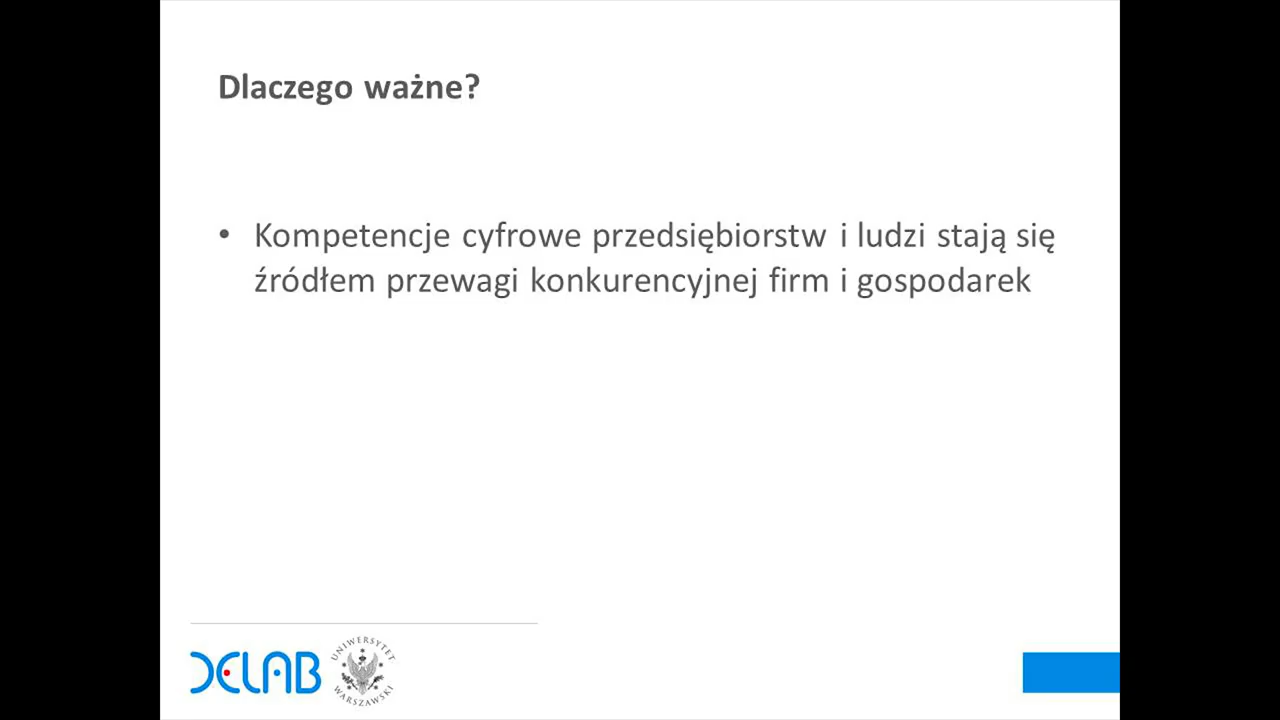 Dlaczego ważne?
• Kompetencje cyfrowe przedsiębiorstw i ludzi stają się
źródłem przewagi konkurencyjnej firm i gospodarek
DELAB
UNIWERSYTET
WARSZAWSKI